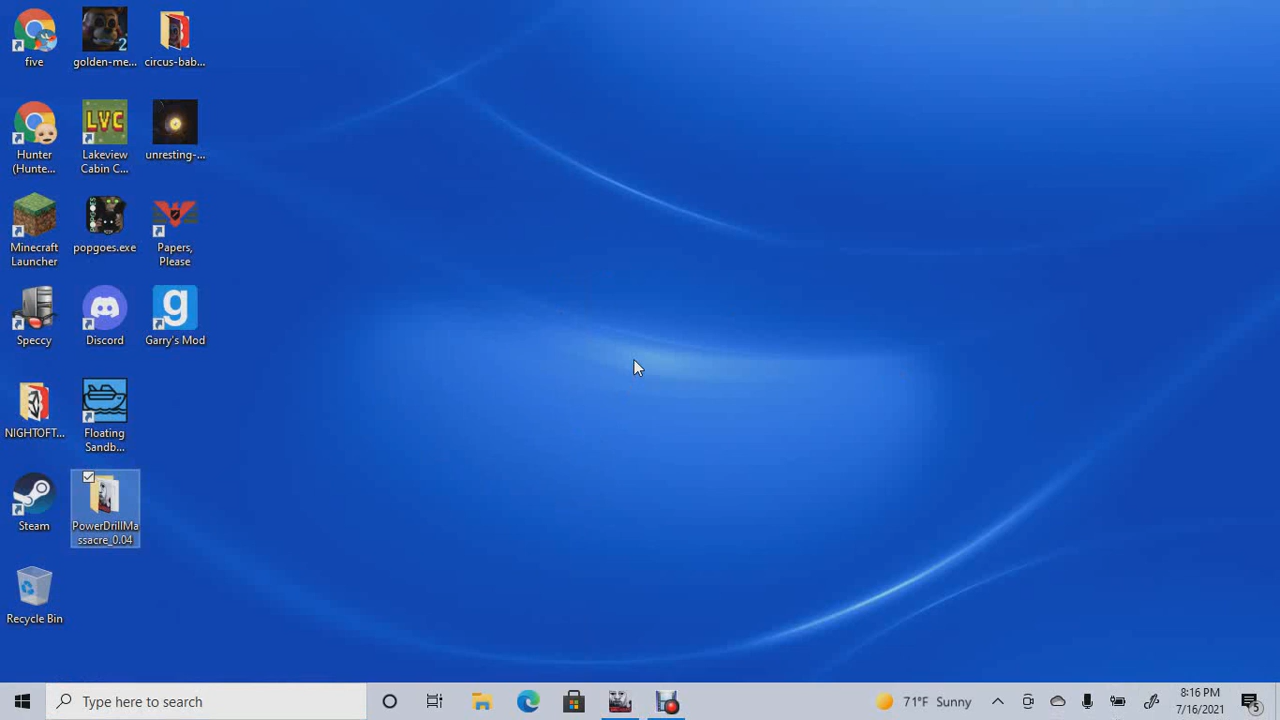 five
golden-me...
2
circus-bab...
Hunter
(Hunte...
LVC
Lakeview
Cabin C...
unresting-...
Minecraft
Launcher
popgoes.exe
Papers,
Please
Speccy
Discord
g
Garry's Mod
NIGHTOFT...
Floating
Sandb...
Steam
PowerDrillMa
ssacre_0.04
Recycle Bin
Type here to search
71°F Sunny
8:16 PM
7/16/2021
5